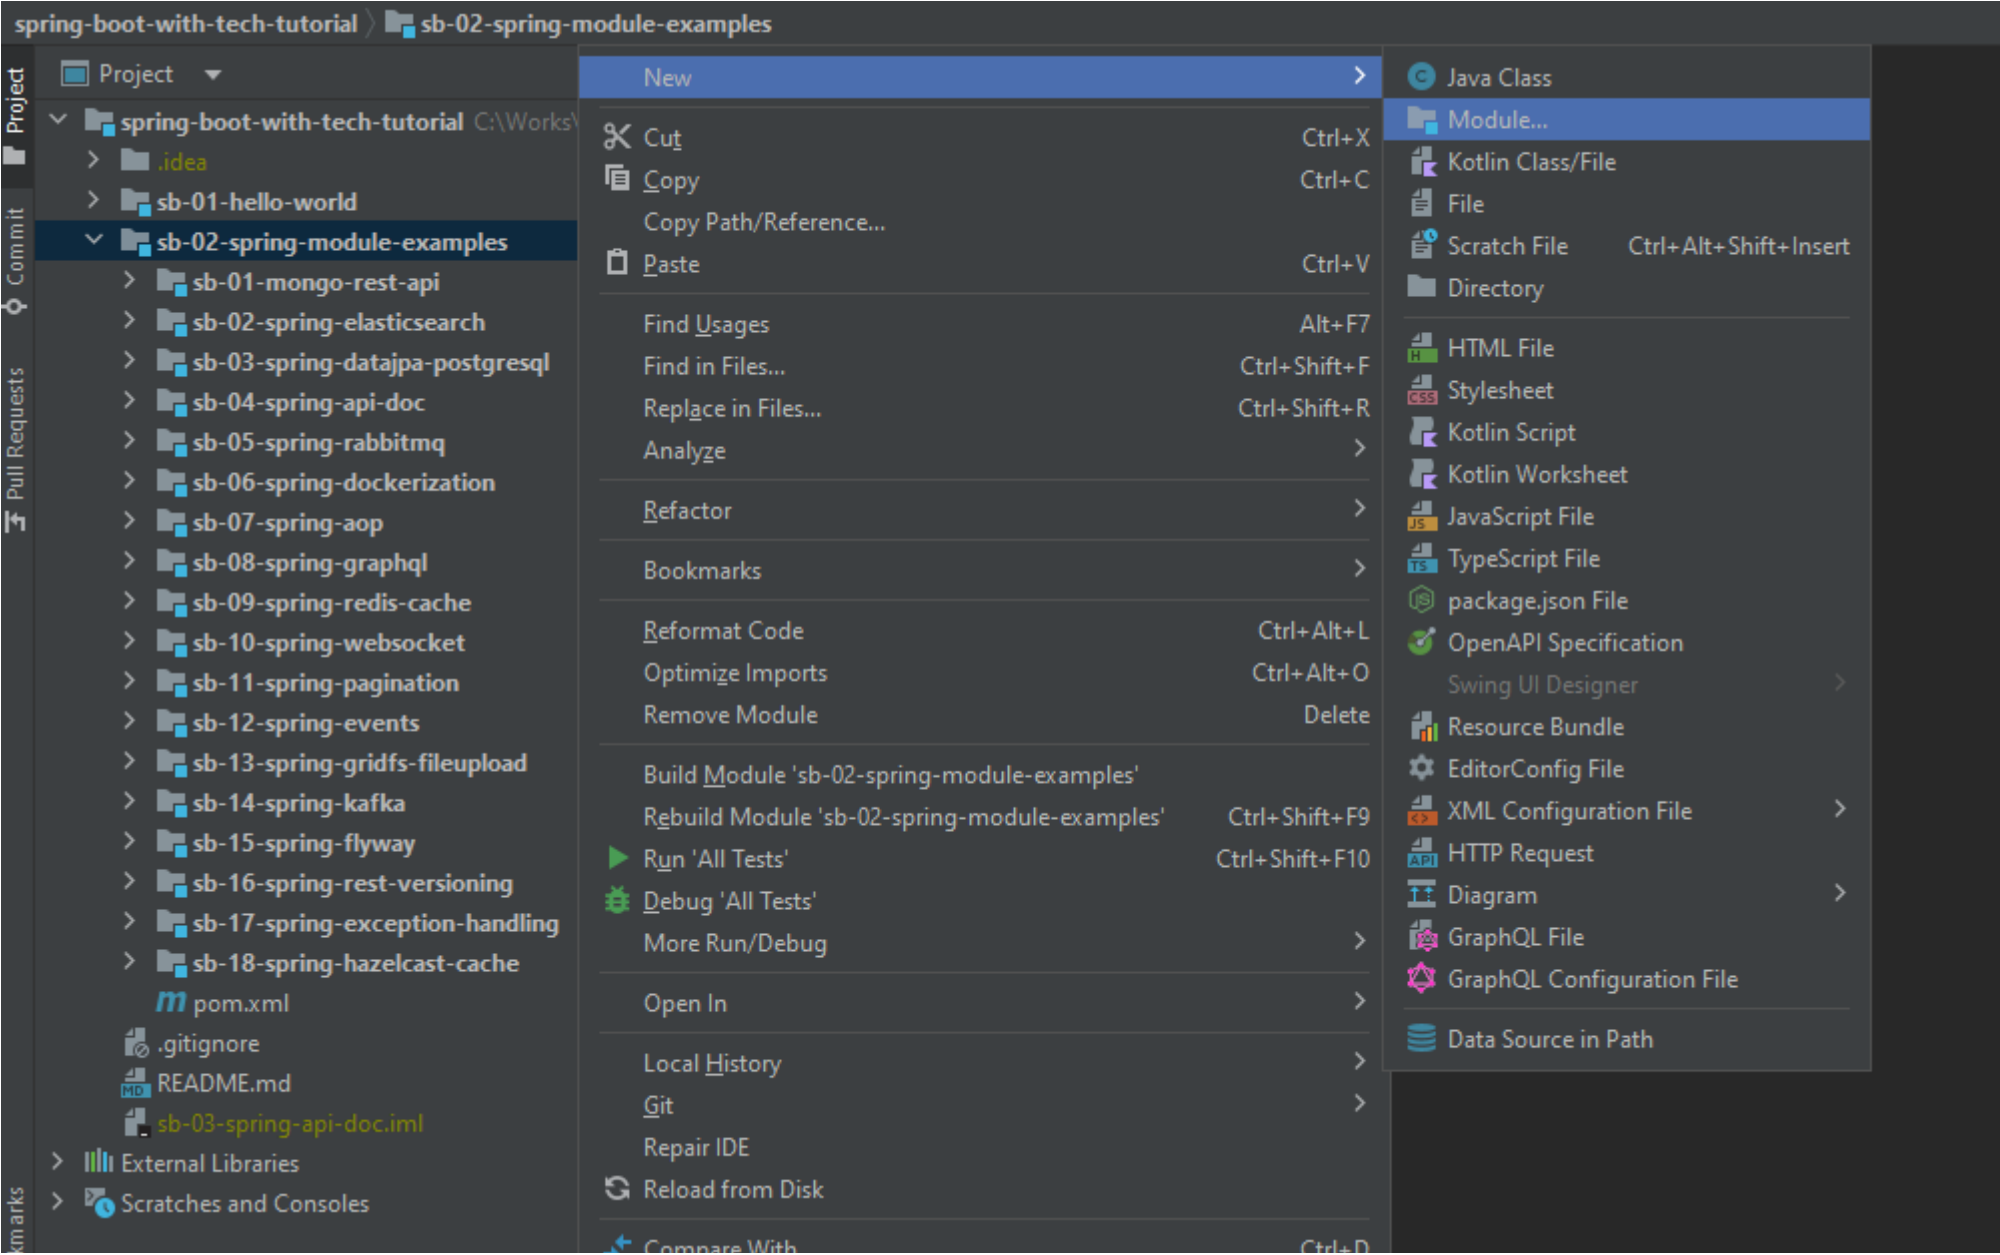 spring-boot-with-tech-tutorial sb-02-spring-module-examples
Project
Commit
Pull Requests
Project
spring-boot-with-tech-tutorial C:\Works\
.idea
sb-01-hello-world
sb-02-spring-module-examples
sb-01-mongo-rest-api
sb-02-spring-elasticsearch
sb-03-spring-datajpa-postgresql
sb-04-spring-api-doc
sb-05-spring-rabbitmq
sb-06-spring-dockerization
sb-07-spring-aop
sb-08-spring-graphql
sb-09-spring-redis-cache
sb-10-spring-websocket
sb-11-spring-pagination
sb-12-spring-events
sb-13-spring-gridfs-fileupload
sb-14-spring-kafka
sb-15-spring-flyway
sb-16-spring-rest-versioning
sb-17-spring-exception-handling
sb-18-spring-hazelcast-cache
m pom.xml
.gitignore
MD README.md
sb-03-spring-api-doc.iml
External Libraries
Scratches and Consoles
New
Cut Ctrl+X
Copy Ctrl+C
Copy Path/Reference...
Paste Ctrl+V
Find Usages Alt+F7
Find in Files... Ctrl+Shift+F
Replace in Files... Ctrl+Shift+R
Analyze
Refactor
Bookmarks
Reformat Code Ctrl+Alt+L
Optimize Imports Ctrl+Alt+O
Remove Module Delete
Build Module 'sb-02-spring-module-examples'
Rebuild Module 'sb-02-spring-module-examples' Ctrl+Shift+F9
Run 'All Tests' Ctrl+Shift+F10
Debug 'All Tests'
More Run/Debug
Open In
Local History
Git
Repair IDE
Reload from Disk
Compare With Ctrl+D
C Java Class
Module...
Kotlin Class/File
File
Scratch File Ctrl+Alt+Shift+Insert
Directory
H HTML File
CSS Stylesheet
Kotlin Script
Kotlin Worksheet
JS JavaScript File
TS TypeScript File
JS package.json File
OpenAPI Specification
Swing UI Designer
Resource Bundle
EditorConfig File
<> XML Configuration File
API HTTP Request
Diagram
GraphQL File
GraphQL Configuration File
Data Source in Path